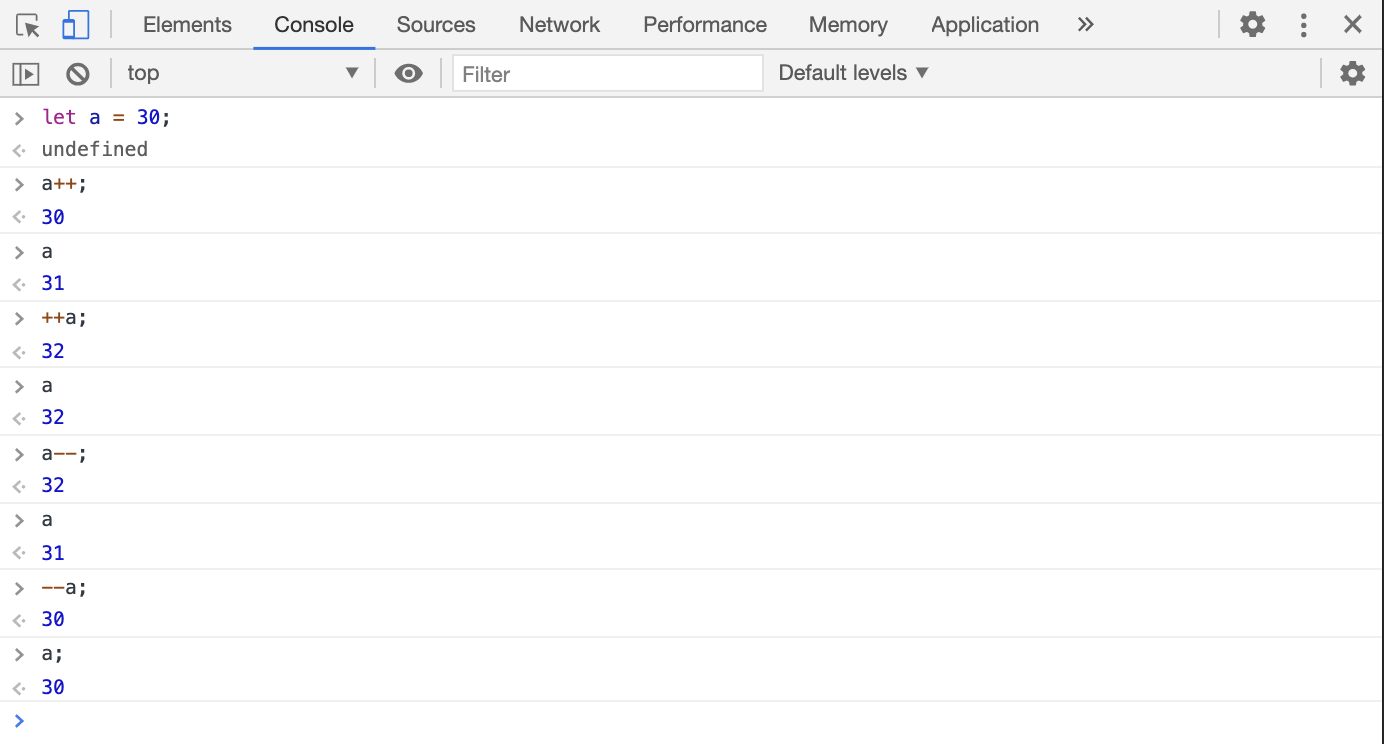 Elements Console Sources Network Performance Memory Application
top Filter Default levels
let a = 30;
undefined
a++;
30
a
31
++a;
32
a
32
a--;
32
a
31
--a;
30
a;
30